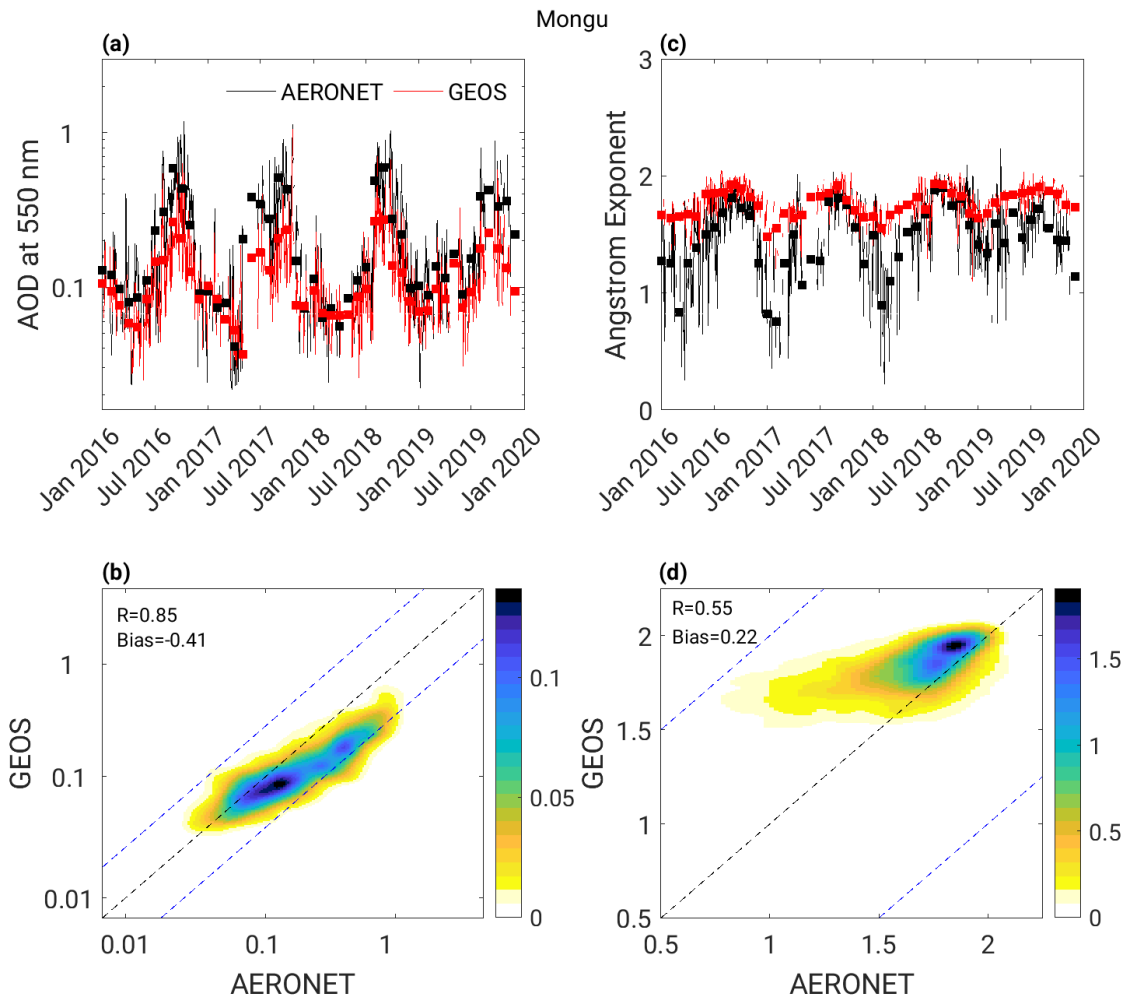 Mongu
(a)
AERONET
GEOS
AOD at 550 nm
1
0.1
Jan 2016
Jul 2016
Jan 2017
Jul 2017
Jan 2018
Jul 2018
Jan 2019
Jul 2019
Jan 2020
(c)
Angstrom Exponent
3
2
1
0
Jan 2016
Jul 2016
Jan 2017
Jul 2017
Jan 2018
Jul 2018
Jan 2019
Jul 2019
Jan 2020
(b)
R=0.85
Bias=-0.41
GEOS
1
0.1
0.01
0.01
0.1
1
AERONET
0.1
0.05
0
(d)
R=0.55
Bias=0.22
GEOS
2
1.5
1
0.5
0.5
1
1.5
2
AERONET
1.5
1
0.5
0